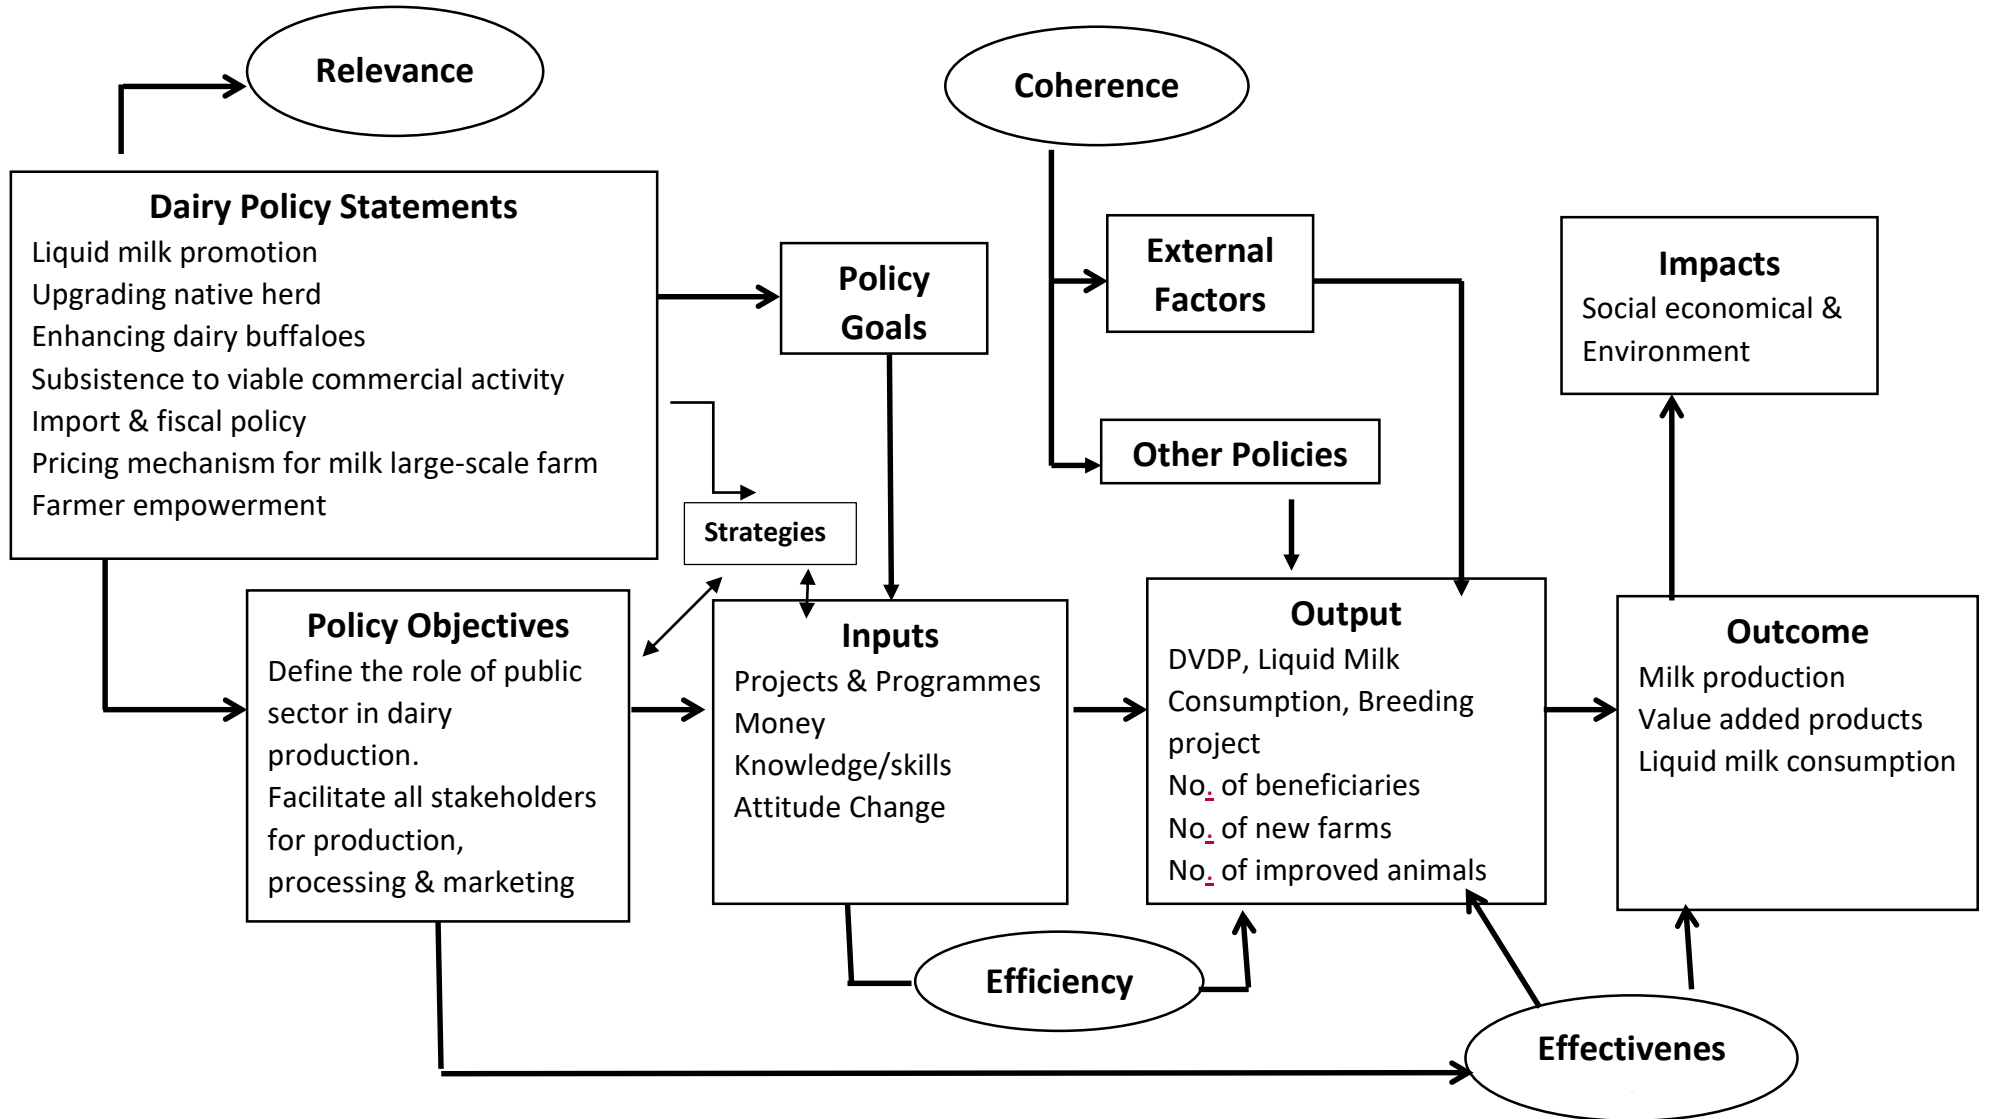 Relevance
Coherence
Dairy Policy Statements
Liquid milk promotion
Upgrading native herd
Enhancing dairy buffaloes
Subsistence to viable commercial activity
Import & fiscal policy
Pricing mechanism for milk large-scale farm
Farmer empowerment
Policy
Goals
External
Factors
Other Policies
Impacts
Social economical &
Environment
Strategies
Policy Objectives
Define the role of public
sector in dairy
production.
Facilitate all stakeholders
for production,
processing & marketing
Inputs
Projects & Programmes
Money
Knowledge/skills
Attitude Change
Output
DVDP, Liquid Milk
Consumption, Breeding
project
No. of beneficiaries
No. of new farms
No. of improved animals
Outcome
Milk production
Value added products
Liquid milk consumption
Efficiency
Effectivenes